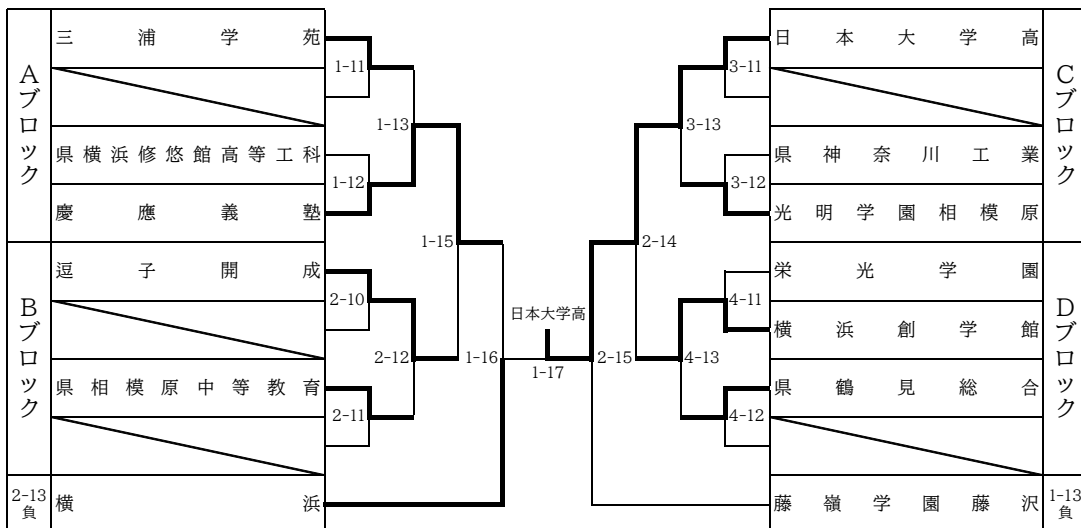 Aブロック
三浦学苑
県横浜修悠館高等工科
慶應義塾
Bブロック
逗子開成
県相模原中等教育
2-13負
横浜
1-11
1-12
1-13
1-15
2-10
2-11
2-12
1-16
日本大学高
1-17
2-15
2-14
3-11
3-12
3-13
4-11
4-12
4-13
Cブロック
日本大学高
県神奈川工業
光明学園相模原
Dブロック
栄光学園
横浜創学館
県鶴見総合
藤嶺学園藤沢
1-13負